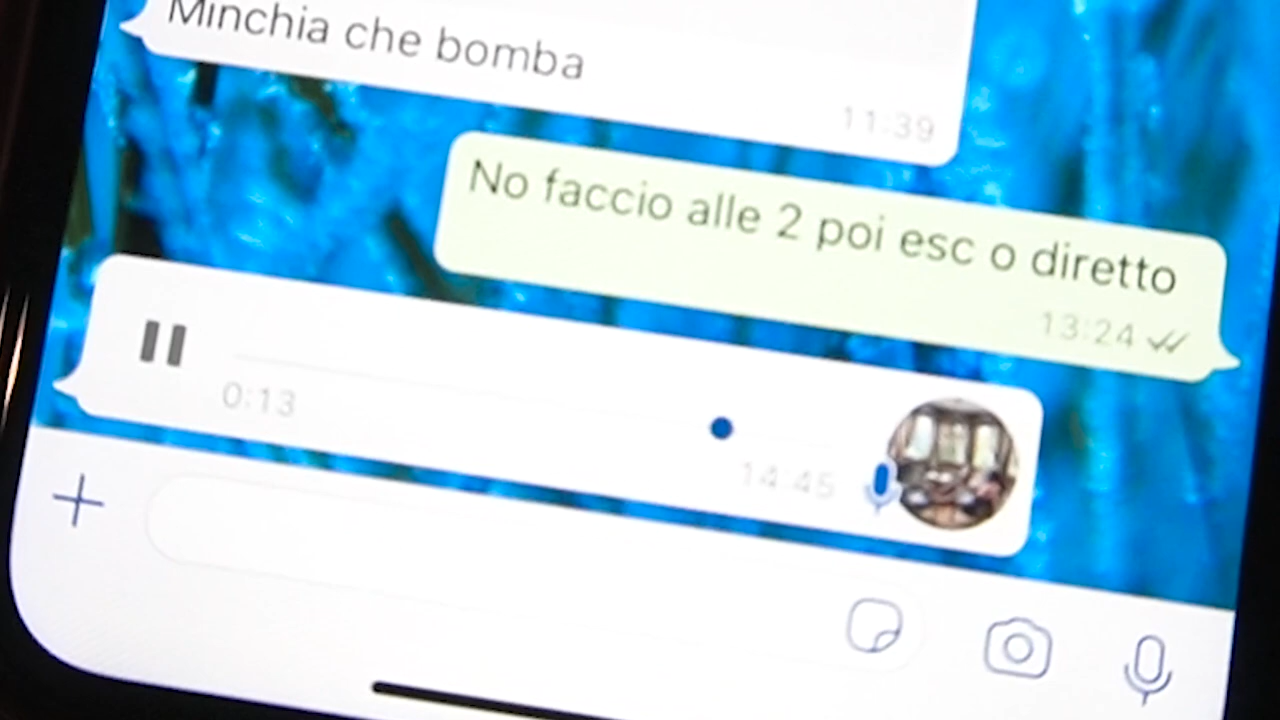 Minchia che bomba
11:39
No faccio alle 2 poi esc o diretto
13:24
0:13
14:45